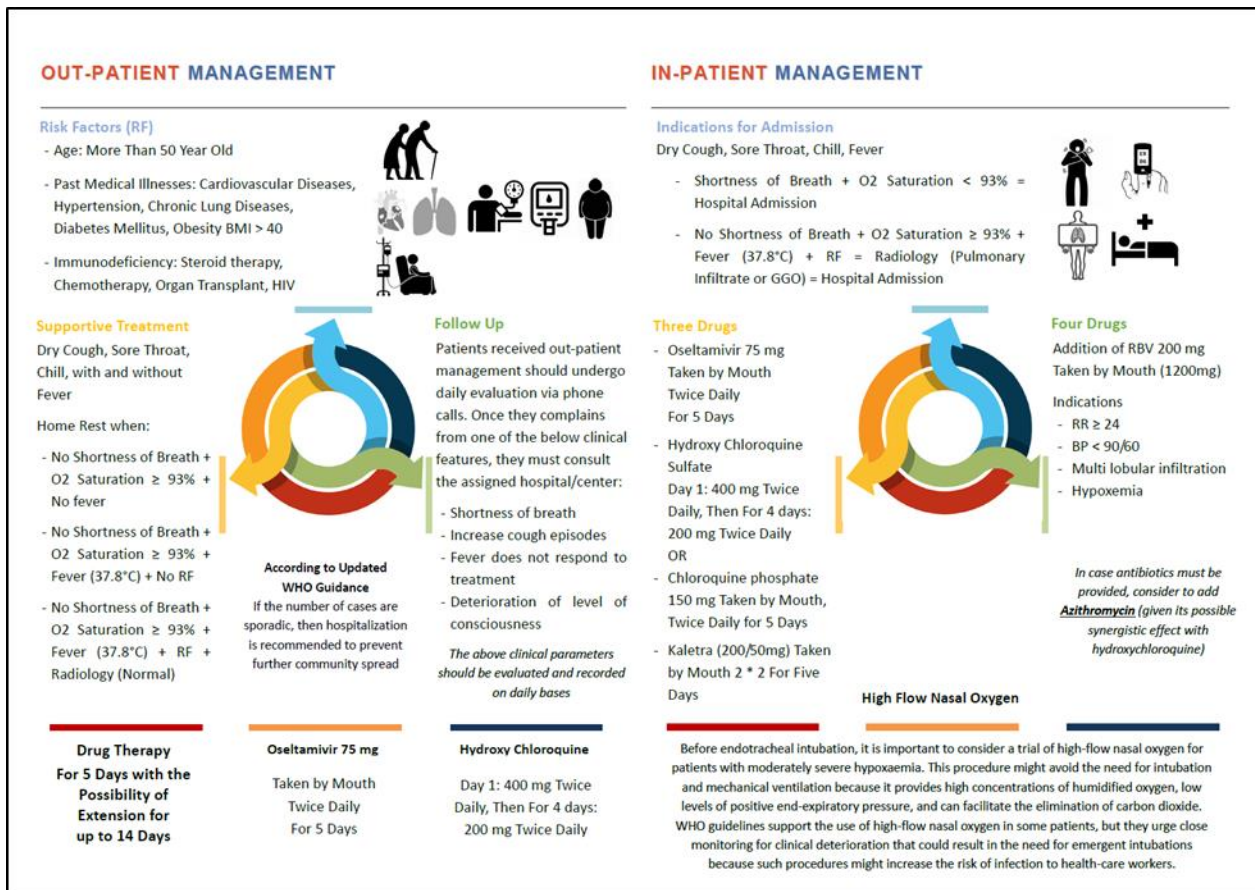 OUT-PATIENT MANAGEMENT
Risk Factors (RF)
- Age: More Than 50 Year Old
- Past Medical Illnesses: Cardiovascular Diseases,
Hypertension, Chronic Lung Diseases,
Diabetes Mellitus, Obesity BMI > 40
- Immunodeficiency: Steroid therapy,
Chemotherapy, Organ Transplant, HIV
Supportive Treatment
Dry Cough, Sore Throat,
Chill, with and without
Fever
Home Rest when:
- No Shortness of Breath +
O2 Saturation ≥ 93% +
No fever
- No Shortness of Breath +
O2 Saturation ≥ 93% +
Fever (37.8°C) + No RF
- No Shortness of Breath +
O2 Saturation ≥ 93% +
Fever (37.8°C) + RF +
Radiology (Normal)
According to Updated
WHO Guidance
If the number of cases are
sporadic, then hospitalization
is recommended to prevent
further community spread
Follow Up
Patients received out-patient
management should undergo
daily evaluation via phone
calls. Once they complains
from one of the below clinical
features, they must consult
the assigned hospital/center:
- Shortness of breath
- Increase cough episodes
- Fever does not respond to
treatment
- Deterioration of level of
consciousness
The above clinical parameters
should be evaluated and recorded
on daily bases
Drug Therapy
For 5 Days with the
Possibility of
Extension for
up to 14 Days
Oseltamivir 75 mg
Taken by Mouth
Twice Daily
For 5 Days
Hydroxy Chloroquine
Day 1: 400 mg Twice
Daily, Then For 4 days:
200 mg Twice Daily
IN-PATIENT MANAGEMENT
Indications for Admission
Dry Cough, Sore Throat, Chill, Fever
- Shortness of Breath + O2 Saturation < 93% =
Hospital Admission
- No Shortness of Breath + O2 Saturation ≥ 93% +
Fever (37.8°C) + RF = Radiology (Pulmonary
Infiltrate or GGO) = Hospital Admission
Three Drugs
- Oseltamivir 75 mg
Taken by Mouth
Twice Daily
For 5 Days
- Hydroxy Chloroquine
Sulfate
Day 1: 400 mg Twice
Daily, Then For 4 days:
200 mg Twice Daily
OR
- Chloroquine phosphate
150 mg Taken by Mouth,
Twice Daily for 5 Days
- Kaletra (200/50mg) Taken
by Mouth 2 * 2 For Five
Days
Four Drugs
Addition of RBV 200 mg
Taken by Mouth (1200mg)
Indications
- RR ≥ 24
- BP < 90/60
- Multi lobular infiltration
- Hypoxemia
In case antibiotics must be
provided, consider to add
Azithromycin (given its possible
synergistic effect with
hydroxychloroquine)
High Flow Nasal Oxygen
Before endotracheal intubation, it is important to consider a trial of high-flow nasal oxygen for
patients with moderately severe hypoxaemia. This procedure might avoid the need for intubation
and mechanical ventilation because it provides high concentrations of humidified oxygen, low
levels of positive end-expiratory pressure, and can facilitate the elimination of carbon dioxide.
WHO guidelines support the use of high-flow nasal oxygen in some patients, but they urge close
monitoring for clinical deterioration that could result in the need for emergent intubations
because such procedures might increase the risk of infection to health-care workers.